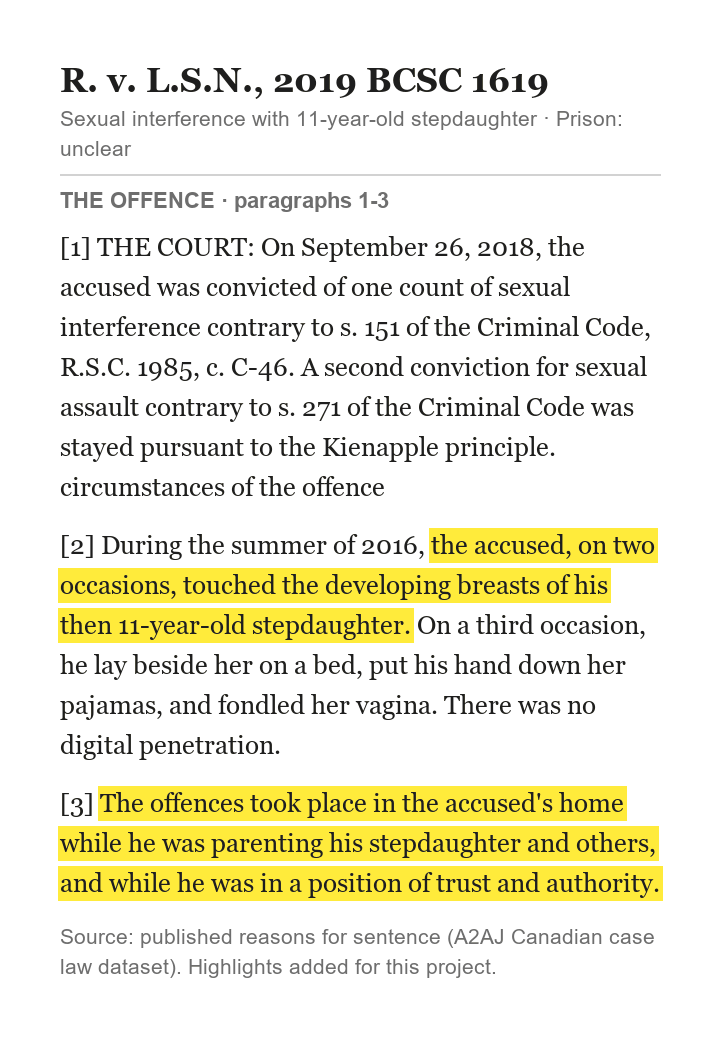 R. v. L.S.N., 2019 BCSC 1619
Sexual interference with 11-year-old stepdaughter · Prison:
unclear
THE OFFENCE · paragraphs 1-3
[1] THE COURT: On September 26, 2018, the
accused was convicted of one count of sexual
interference contrary to s. 151 of the Criminal Code,
R.S.C. 1985, c. C-46. A second conviction for sexual
assault contrary to s. 271 of the Criminal Code was
stayed pursuant to the Kienapple principle.
circumstances of the offence
[2] During the summer of 2016, the accused, on two
occasions, touched the developing breasts of his
then 11-year-old stepdaughter. On a third occasion,
he lay beside her on a bed, put his hand down her
pajamas, and fondled her vagina. There was no
digital penetration.
[3] The offences took place in the accused's home
while he was parenting his stepdaughter and others,
and while he was in a position of trust and authority.
Source: published reasons for sentence (A2AJ Canadian case
law dataset). Highlights added for this project.